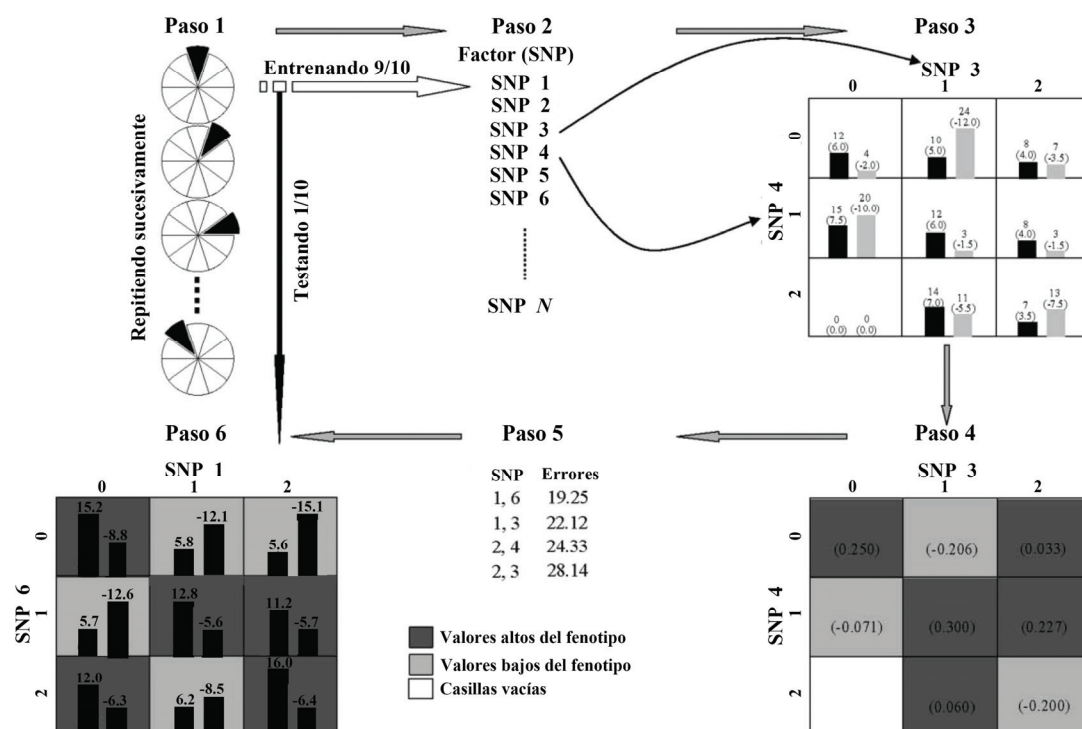 Paso 1
Paso 2
Paso 3
Repitiendo sucesivamente
Entrenando 9/10
Testando 1/10
Factor (SNP)
SNP 1
SNP 2
SNP 3
SNP 4
SNP 5
SNP 6
SNP N
SNP 3
0 1 2
SNP 4
0
12 (6.0) 4 (-2.0)
10 (5.0) 24 (-12.0)
8 (4.0) 7 (-3.5)
1
15 (7.5) 20 (-10.0)
12 (6.0) 3 (-1.5)
8 (4.0) 3 (-1.5)
2
0 (0.0) 0 (0.0)
14 (7.0) 11 (-5.5)
7 (3.5) 13 (-7.5)
Paso 6
Paso 5
Paso 4
SNP 1
0 1 2
SNP 6
0
15.2 -8.8
5.8 -12.1
5.6 -15.1
1
5.7 -12.6
12.8 -5.6
11.2 -5.7
2
12.0 -6.3
6.2 -8.5
16.0 -6.4
SNP Errores
1, 6 19.25
1, 3 22.12
2, 4 24.33
2, 3 28.14
Valores altos del fenotipo
Valores bajos del fenotipo
Casillas vacías
SNP 3
0 1 2
SNP 4
0
(0.250) (-0.206) (0.033)
1
(-0.071) (0.300) (0.227)
2
(0.060) (-0.200)